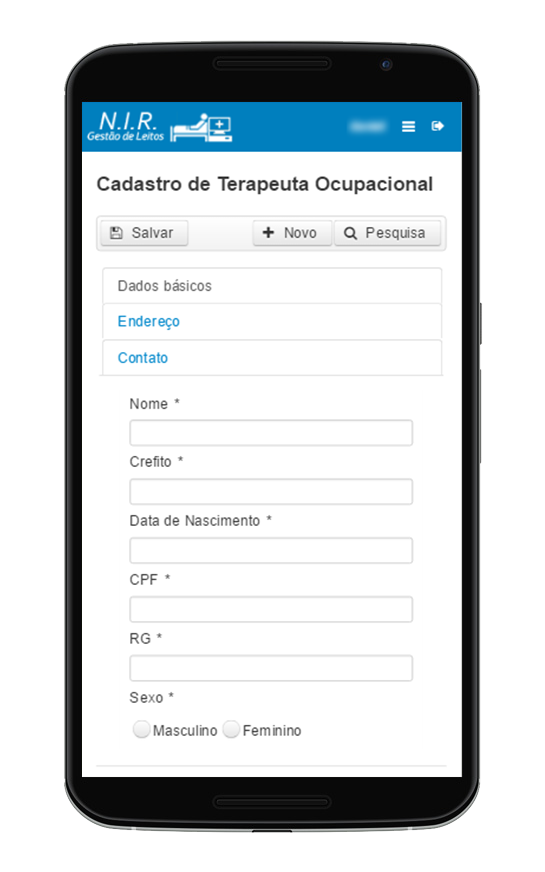 N.I.R.
Gestão de Leitos
Cadastro de Terapeuta Ocupacional
Salvar Novo Pesquisa
Dados básicos
Endereço
Contato
Nome *
Crefito *
Data de Nascimento *
CPF *
RG *
Sexo *
Masculino Feminino